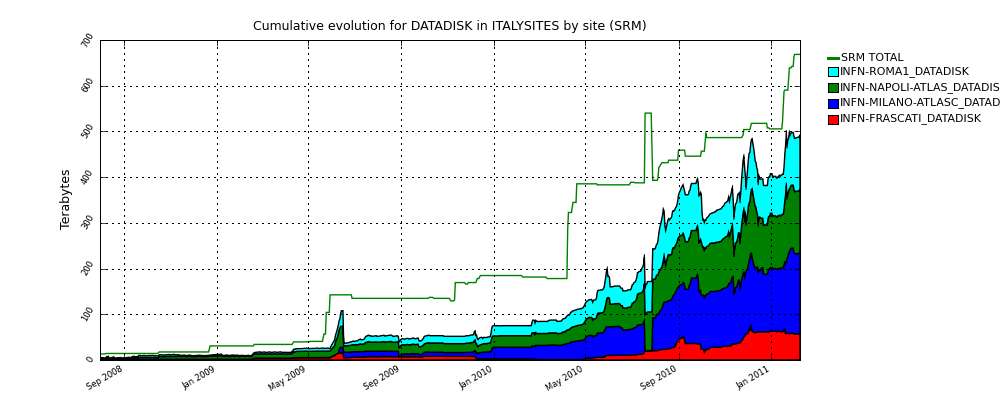 Cumulative evolution for DATADISK in ITALYSITES by site (SRM)
700
600
500
400
300
200
100
0
Terabytes
Sep 2008
Jan 2009
May 2009
Sep 2009
Jan 2010
May 2010
Sep 2010
Jan 2011
SRM TOTAL
INFN-ROMA1_DATADISK
INFN-NAPOLI-ATLAS_DATADIS
INFN-MILANO-ATLASC_DATAD
INFN-FRASCATI_DATADISK